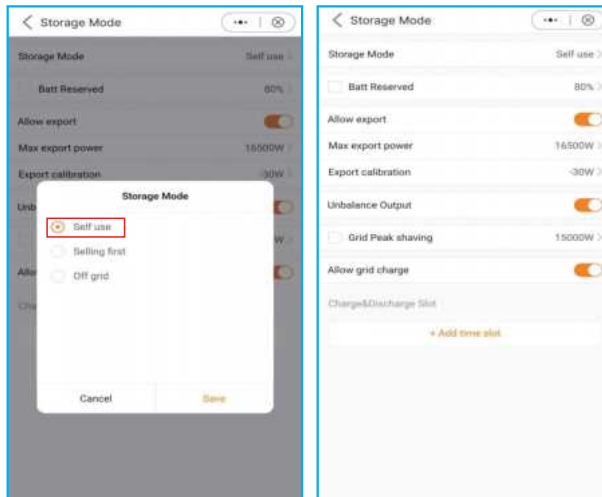 Storage Mode
Storage Mode Self use
Batt Reserved 80%
Allow export
Max export power 16500W
Export calibration -30W
Storage Mode
Unb
Self use
W
Selling first
Off grid
Cancel Save
Storage Mode
Storage Mode Self use
Batt Reserved 80%
Allow export
Max export power 16500W
Export calibration -30W
Unbalance Output
Grid Peak shaving 15000W
Allow grid charge
Charge&Discharge Slot
+ Add time slot